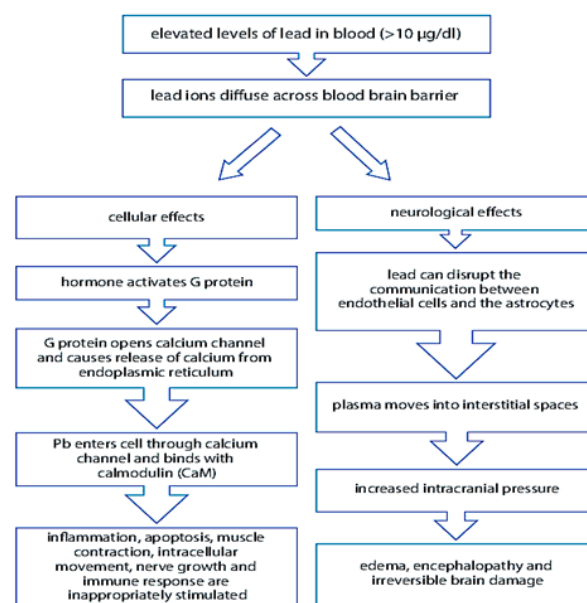 elevated levels of lead in blood (>10 µg/dl)
lead ions diffuse across blood brain barrier
cellular effects
hormone activates G protein
G protein opens calcium channel
and causes release of calcium from
endoplasmic reticulum
Pb enters cell through calcium
channel and binds with
calmodulin (CaM)
inflammation, apoptosis, muscle
contraction, intracellular
movement, nerve growth and
immune response are
inappropriately stimulated
neurological effects
lead can disrupt the
communication between
endothelial cells and the astrocytes
plasma moves into interstitial spaces
increased intracranial pressure
edema, encephalopathy and
irreversible brain damage